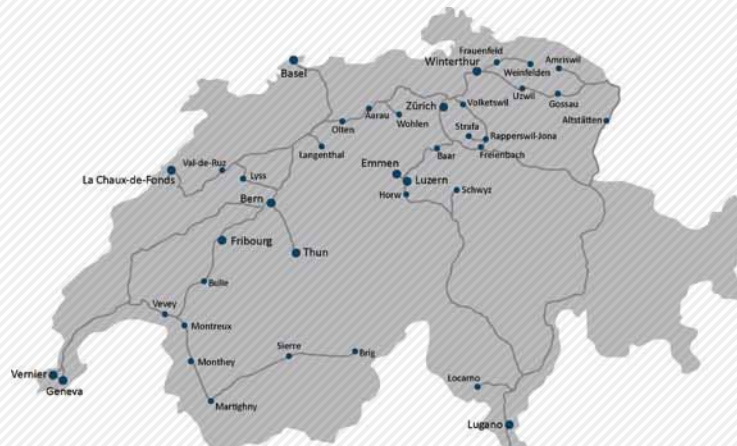 Frauenfeld
Amriswil
Winterthur
Weinfelden
Basel
Uzwil
Gossau
Zürich
Volketswil
Altstätten
Aarau
Wohlen
Olten
Strafa
Rapperswil-Jona
Langenthal
Baar
Freienbach
Val-de-Ruz
Emmen
La Chaux-de-Fonds
Lyss
Luzern
Schwyz
Horw
Bern
Fribourg
Thun
Bulle
Vevey
Montreux
Sierre
Brig
Monthey
Vernier
Geneva
Locarno
Martighny
Lugano